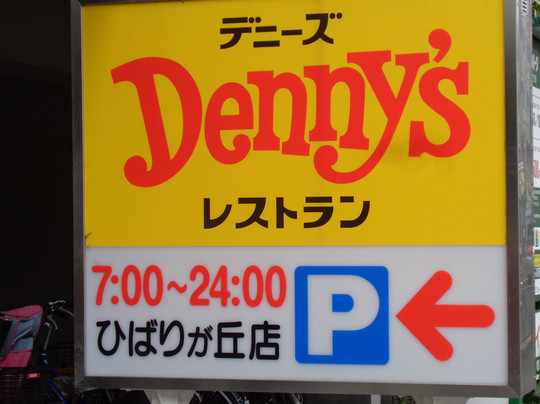 デニーズ
Denny's
レストラン
7:00~24:00
ひばりが丘店
P